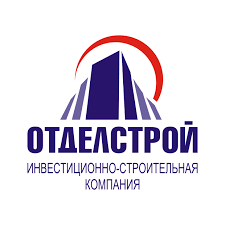 ОТДЕЛСТРОЙ
ИНВЕСТИЦИОННО-СТРОИТЕЛЬНАЯ
КОМПАНИЯ